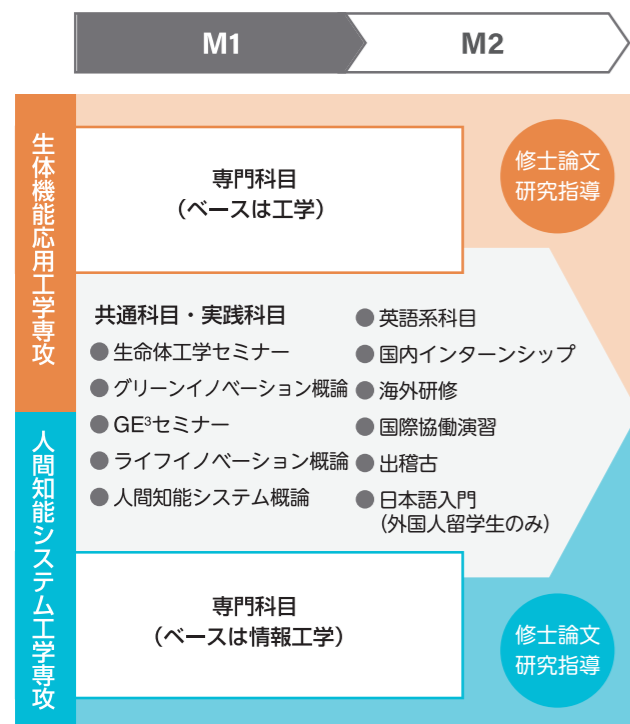 M1
M2
生体機能応用工学専攻
専門科目
(ベースは工学)
修士論文
研究指導
共通科目・実践科目
● 生命体工学セミナー
● グリーンイノベーション概論
● GE³セミナー
● ライフイノベーション概論
● 人間知能システム概論
● 英語系科目
● 国内インターンシップ
● 海外研修
● 国際協働演習
● 出稽古
● 日本語入門
(外国人留学生のみ)
人間知能システム工学専攻
専門科目
(ベースは情報工学)
修士論文
研究指導